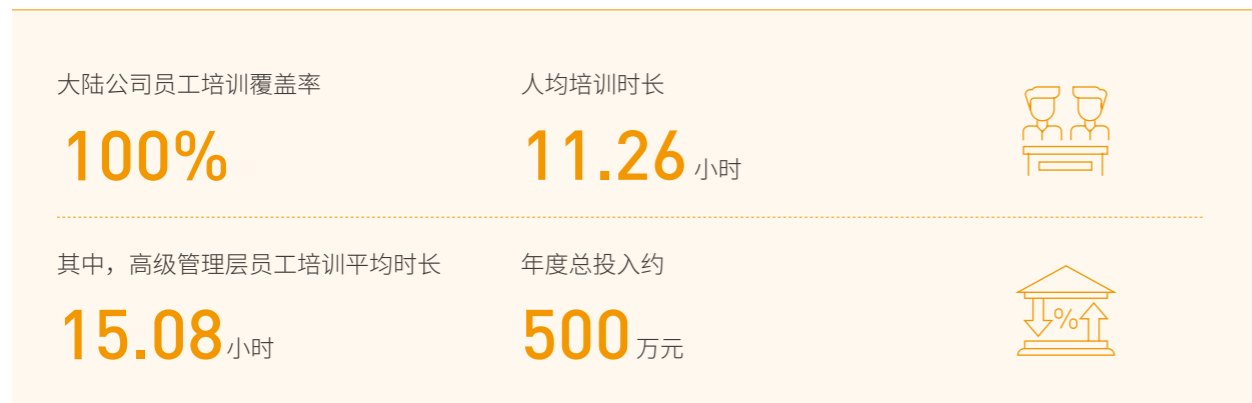 大陆公司员工培训覆盖率
人均培训时长
100%
11.26 小时
其中，高级管理层员工培训平均时长
年度总投入约
15.08 小时
500 万元
%